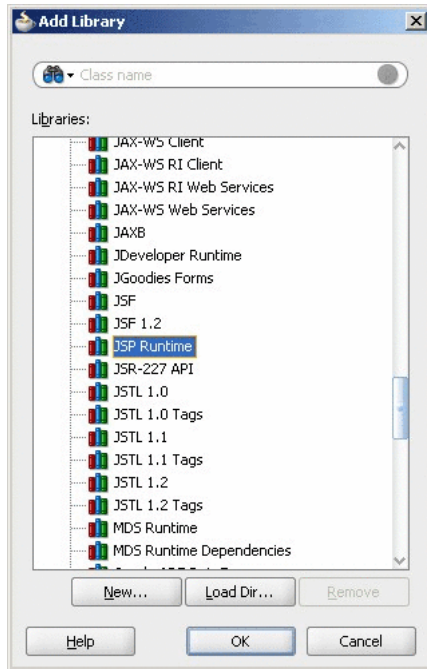 Add Library
Class name
Libraries:
JAX-WS Client
JAX-WS RI Client
JAX-WS RI Web Services
JAX-WS Web Services
JAXB
JDeveloper Runtime
JGoodies Forms
JSF
JSF 1.2
JSP Runtime
JSR-227 API
JSTL 1.0
JSTL 1.0 Tags
JSTL 1.1
JSTL 1.1 Tags
JSTL 1.2
JSTL 1.2 Tags
MDS Runtime
MDS Runtime Dependencies
New... Load Dir... Remove
Help OK Cancel